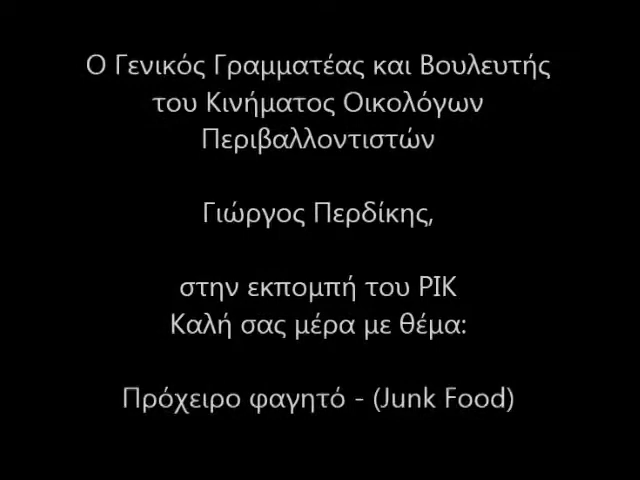 Ο Γενικός Γραμματέας και Βουλευτής
του Κινήματος Οικολόγων
Περιβαλλοντιστών
Γιώργος Περδίκης,
στην εκπομπή του ΡΙΚ
Καλή σας μέρα με θέμα:
Πρόχειρο φαγητό - (Junk Food)